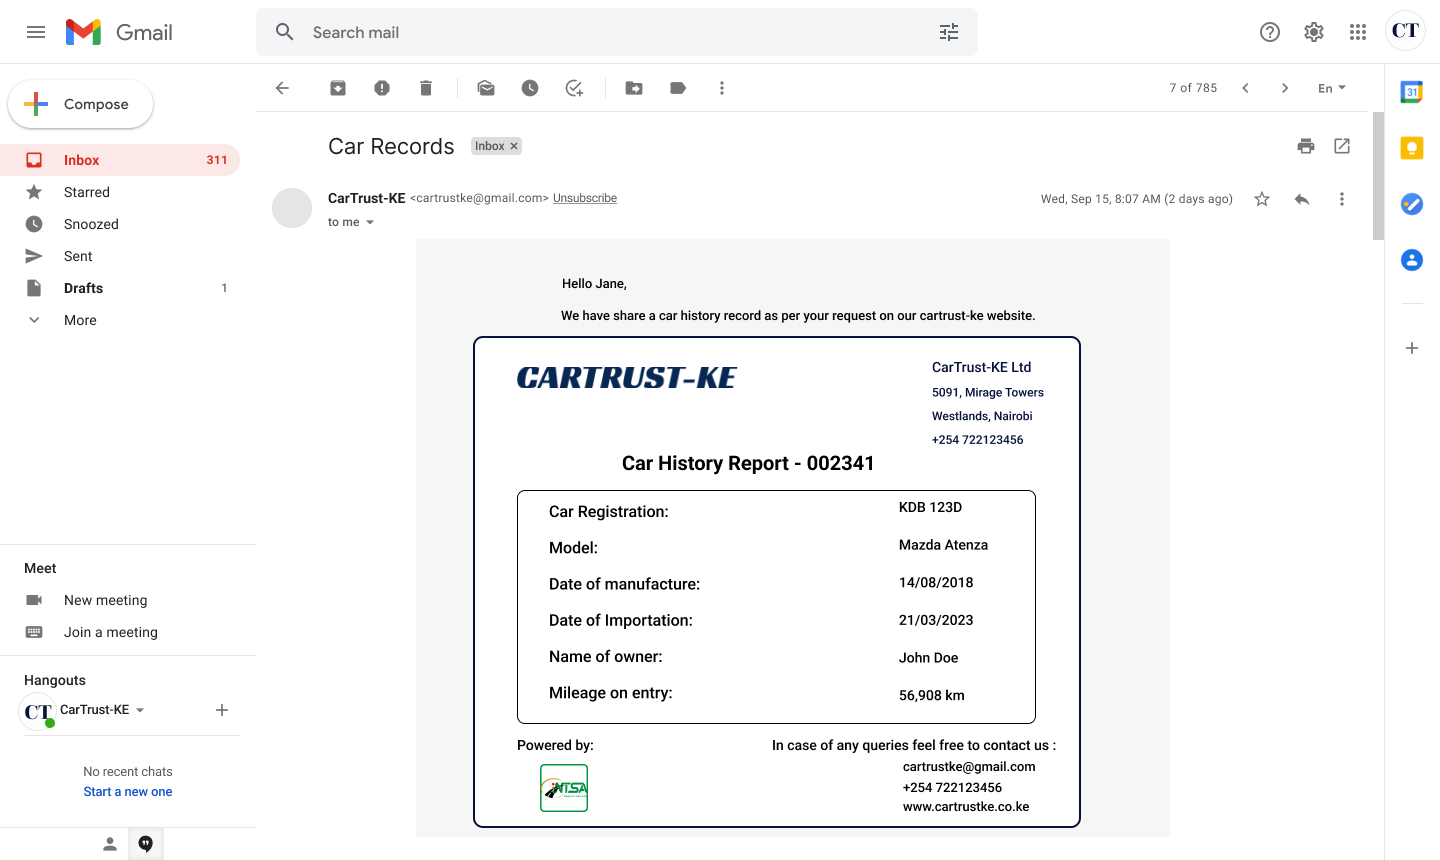 Gmail
Search mail
CT
Compose
7 of 785
En
31
Inbox 311
Starred
Snoozed
Sent
Drafts 1
More
Car Records Inbox ×
CarTrust-KE <cartrustke@gmail.com> Unsubscribe
Wed, Sep 15, 8:07 AM (2 days ago)
to me
Hello Jane,
We have share a car history record as per your request on our cartrust-ke website.
CARTRUST-KE
CarTrust-KE Ltd
5091, Mirage Towers
Westlands, Nairobi
+254 722123456
Car History Report - 002341
Car Registration: KDB 123D
Model: Mazda Atenza
Date of manufacture: 14/08/2018
Date of Importation: 21/03/2023
Name of owner: John Doe
Mileage on entry: 56,908 km
Powered by:
NTSA
In case of any queries feel free to contact us :
cartrustke@gmail.com
+254 722123456
www.cartrustke.co.ke
Meet
New meeting
Join a meeting
Hangouts
CT CarTrust-KE
No recent chats
Start a new one